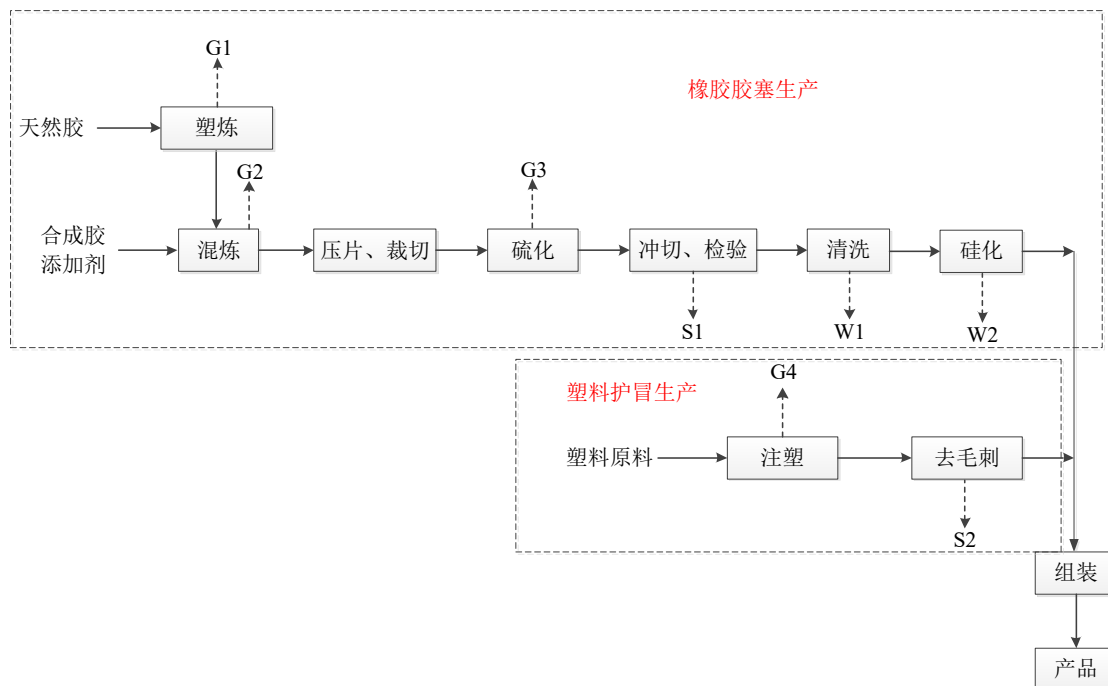 G1
橡胶胶塞生产
天然胶
塑炼
G2
G3
合成胶
添加剂
混炼
压片、裁切
硫化
冲切、检验
清洗
硅化
S1
W1
W2
G4
塑料护冒生产
塑料原料
注塑
去毛刺
S2
组装
产品